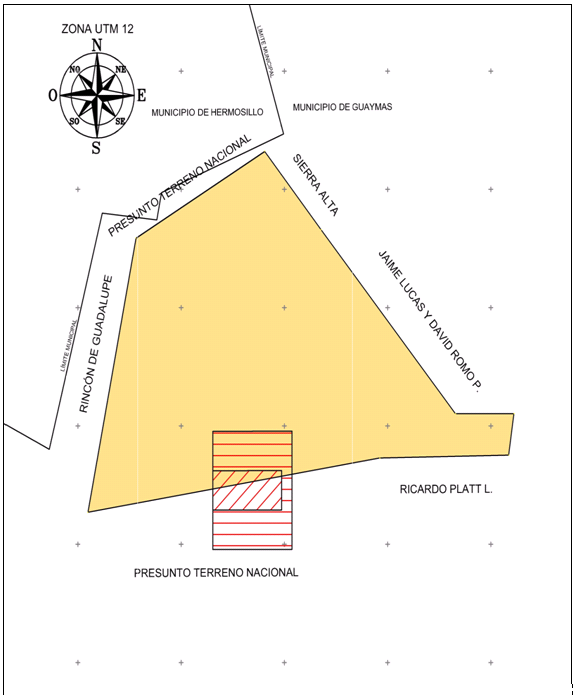 ZONA UTM 12
N
NO
NE
O
E
SO
SE
S
LÍMITE MUNICIPAL
MUNICIPIO DE HERMOSILLO
MUNICIPIO DE GUAYMAS
PRESUNTO TERRENO NACIONAL
SIERRA ALTA
JAIME LUCAS Y DAVID ROMO P.
RINCÓN DE GUADALUPE
LÍMITE MUNICIPAL
RICARDO PLATT L.
PRESUNTO TERRENO NACIONAL